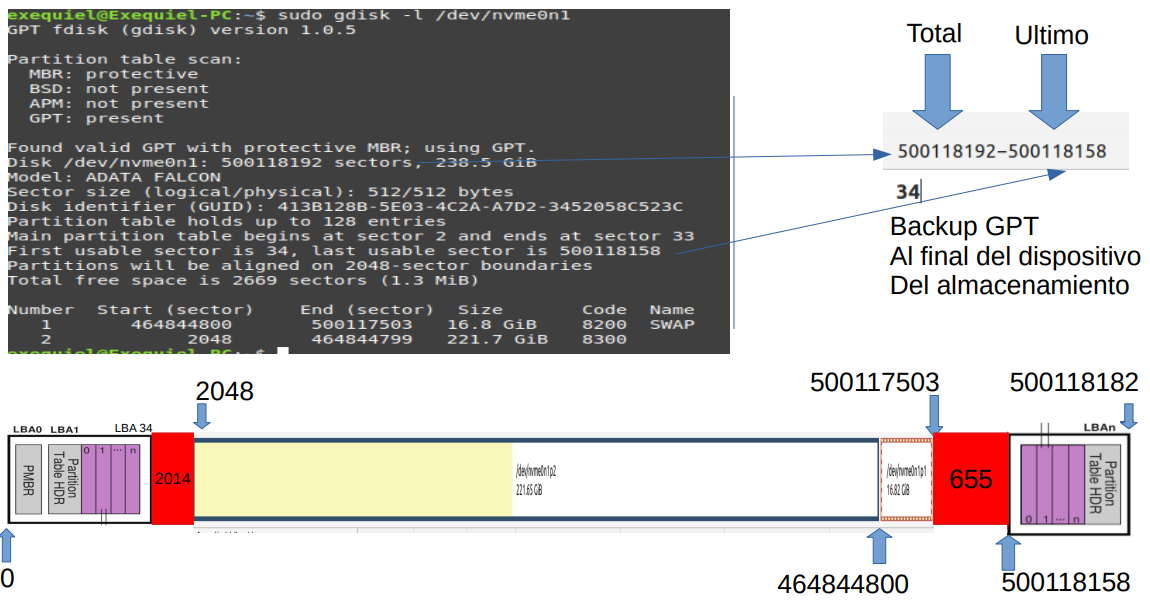 exequiel@Exequiel-PC:~$ sudo gdisk -l /dev/nvme0n1
GPT fdisk (gdisk) version 1.0.5
Partition table scan:
MBR: protective
BSD: not present
APM: not present
GPT: present
Found valid GPT with protective MBR; using GPT.
Disk /dev/nvme0n1: 500118192 sectors, 238.5 GiB
Model: ADATA FALCON
Sector size (logical/physical): 512/512 bytes
Disk identifier (GUID): 413B128B-5E03-4C2A-A7D2-3452058C523C
Partition table holds up to 128 entries
Main partition table begins at sector 2 and ends at sector 33
First usable sector is 34, last usable sector is 500118158
Partitions will be aligned on 2048-sector boundaries
Total free space is 2669 sectors (1.3 MiB)
Number Start (sector) End (sector) Size Code Name
1 464844800 500117503 16.8 GiB 8200 SWAP
2 2048 464844799 221.7 GiB 8300
exequiel@Exequiel-PC:~$
Total Ultimo
500118192-500118158
34
Backup GPT
Al final del dispositivo
Del almacenamiento
2048 500117503 500118182
LBA0 LBA1 LBA 34 LBAn
PMBR
Partition
Table HDR
0 1 ... n
2014
/dev/nvme0n1p2
221.65 GiB
/dev/nvme0n1p1
16.82 GiB
655
0 1 ... n
Partition
Table HDR
0 464844800 500118158